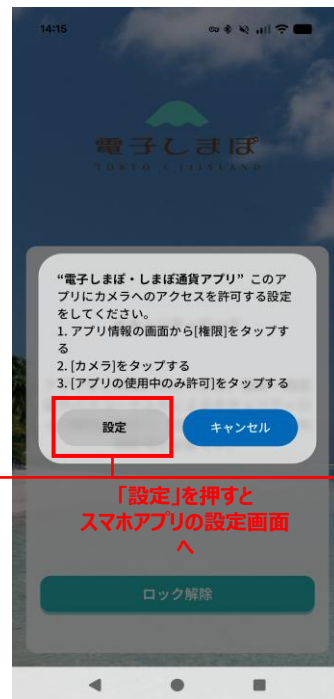 14:15
電子しまぽ
TOKYO 11 ISLAND
“電子しまぽ・しまぽ通貨アプリ” このア
プリにカメラへのアクセスを許可する設定
をしてください。
1. アプリ情報の画面から[権限]をタップす
る
2. [カメラ]をタップする
3. [アプリの使用中のみ許可]をタップする
設定
キャンセル
「設定」を押すと
スマホアプリの設定画面
へ
ロック解除